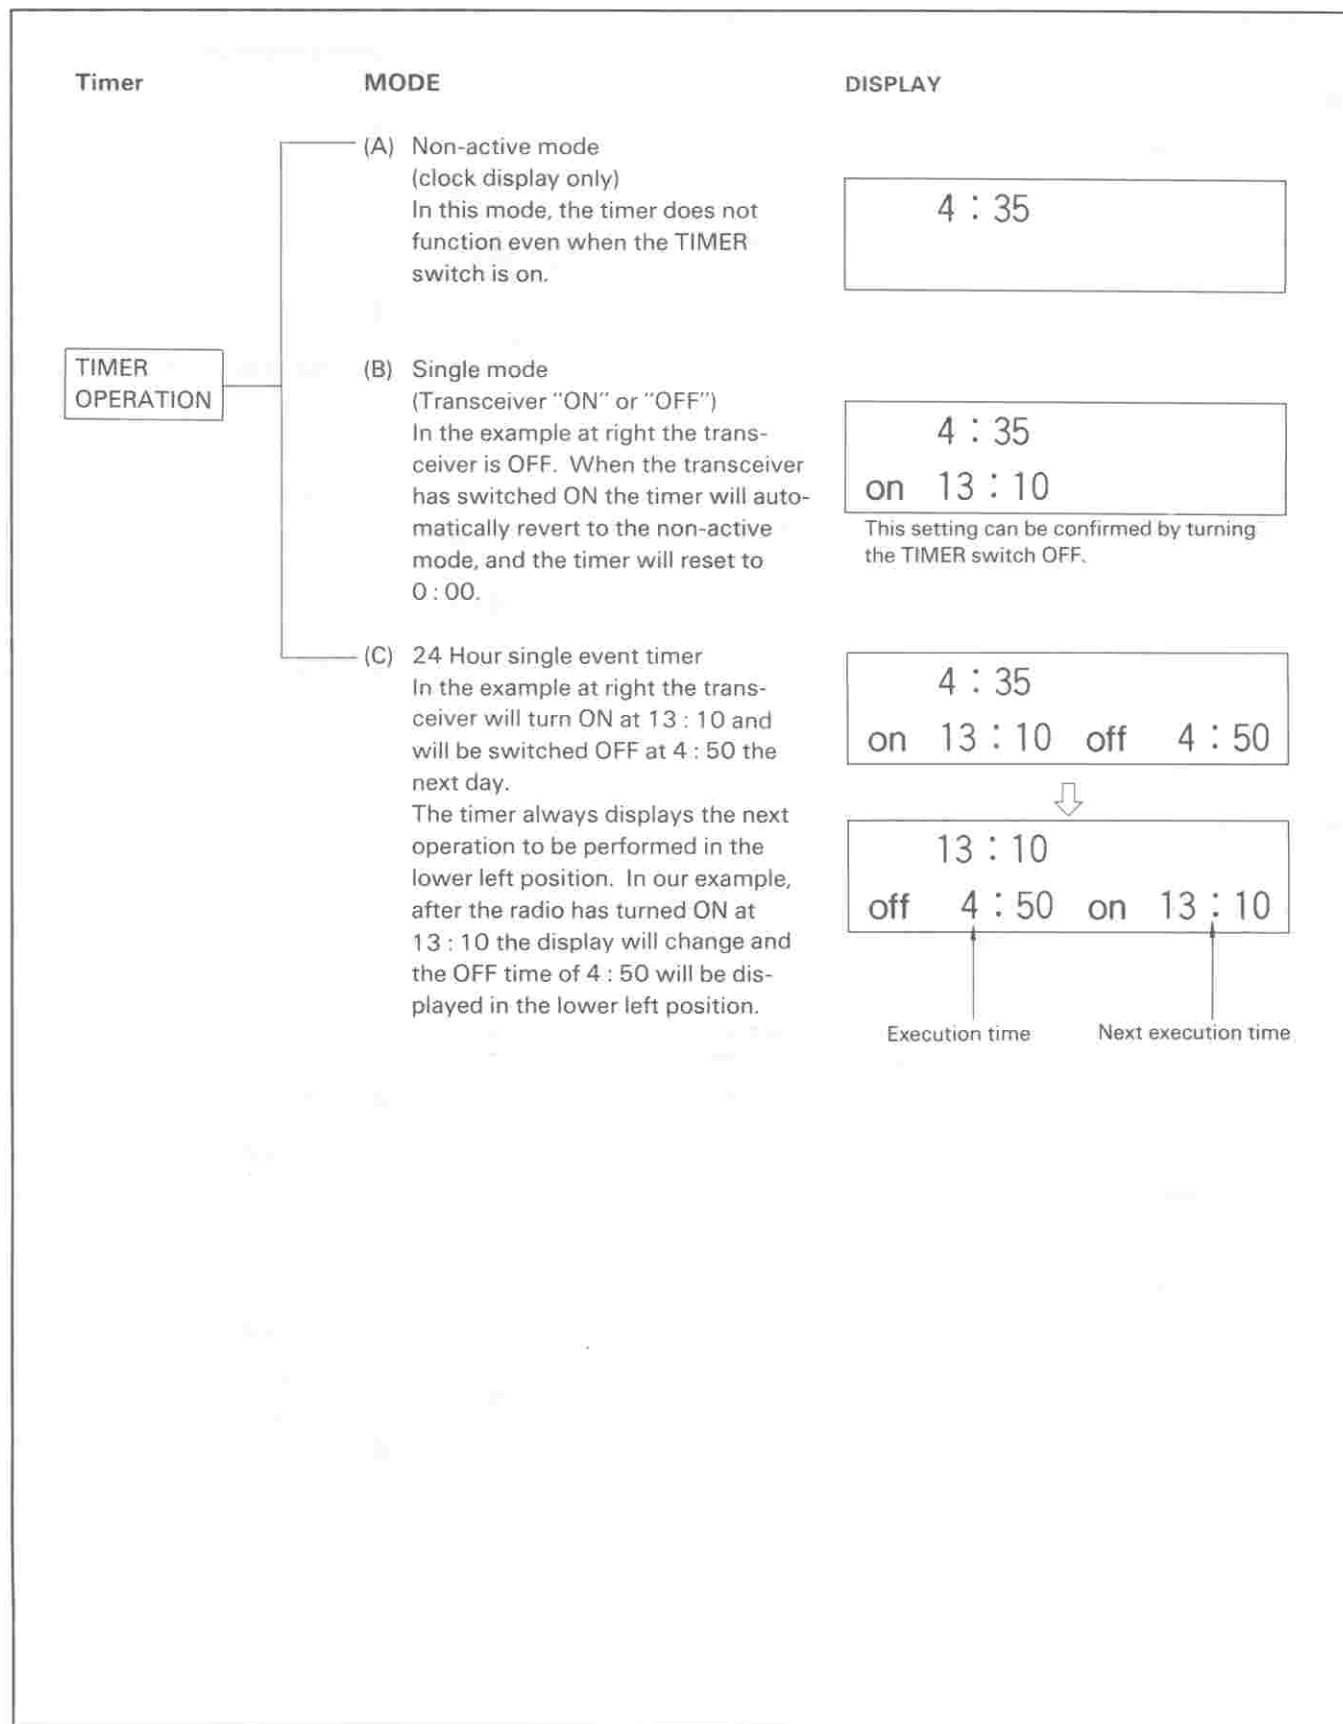 Timer MODE DISPLAY
(A) Non-active mode
(clock display only)
In this mode, the timer does not
function even when the TIMER
switch is on.
4 : 35
TIMER
OPERATION
(B) Single mode
(Transceiver "ON" or "OFF")
In the example at right the trans-
ceiver is OFF. When the transceiver
has switched ON the timer will auto-
matically revert to the non-active
mode, and the timer will reset to
0 : 00.
4 : 35
on 13 : 10
This setting can be confirmed by turning
the TIMER switch OFF.
(C) 24 Hour single event timer
In the example at right the trans-
ceiver will turn ON at 13 : 10 and
will be switched OFF at 4 : 50 the
next day.
The timer always displays the next
operation to be performed in the
lower left position. In our example,
after the radio has turned ON at
13 : 10 the display will change and
the OFF time of 4 : 50 will be dis-
played in the lower left position.
4 : 35
on 13 : 10 off 4 : 50
13 : 10
off 4 : 50 on 13 : 10
Execution time Next execution time